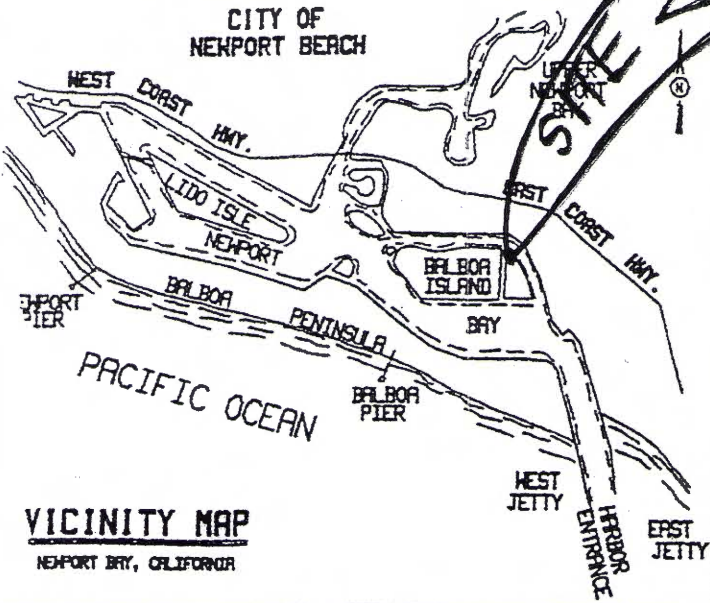 CITY OF
NEWPORT BEACH
SITE
UPPER
NEWPORT
BAY
N
WEST COAST HWY.
EAST COAST HWY.
LIDO ISLE
NEWPORT
BALBOA
ISLAND
BAY
PIER
BALBOA PENINSULA
PACIFIC OCEAN
BALBOA
PIER
WEST
JETTY
HARBOR
ENTRANCE
EAST
JETTY
VICINITY MAP
NEWPORT BAY, CALIFORNIA